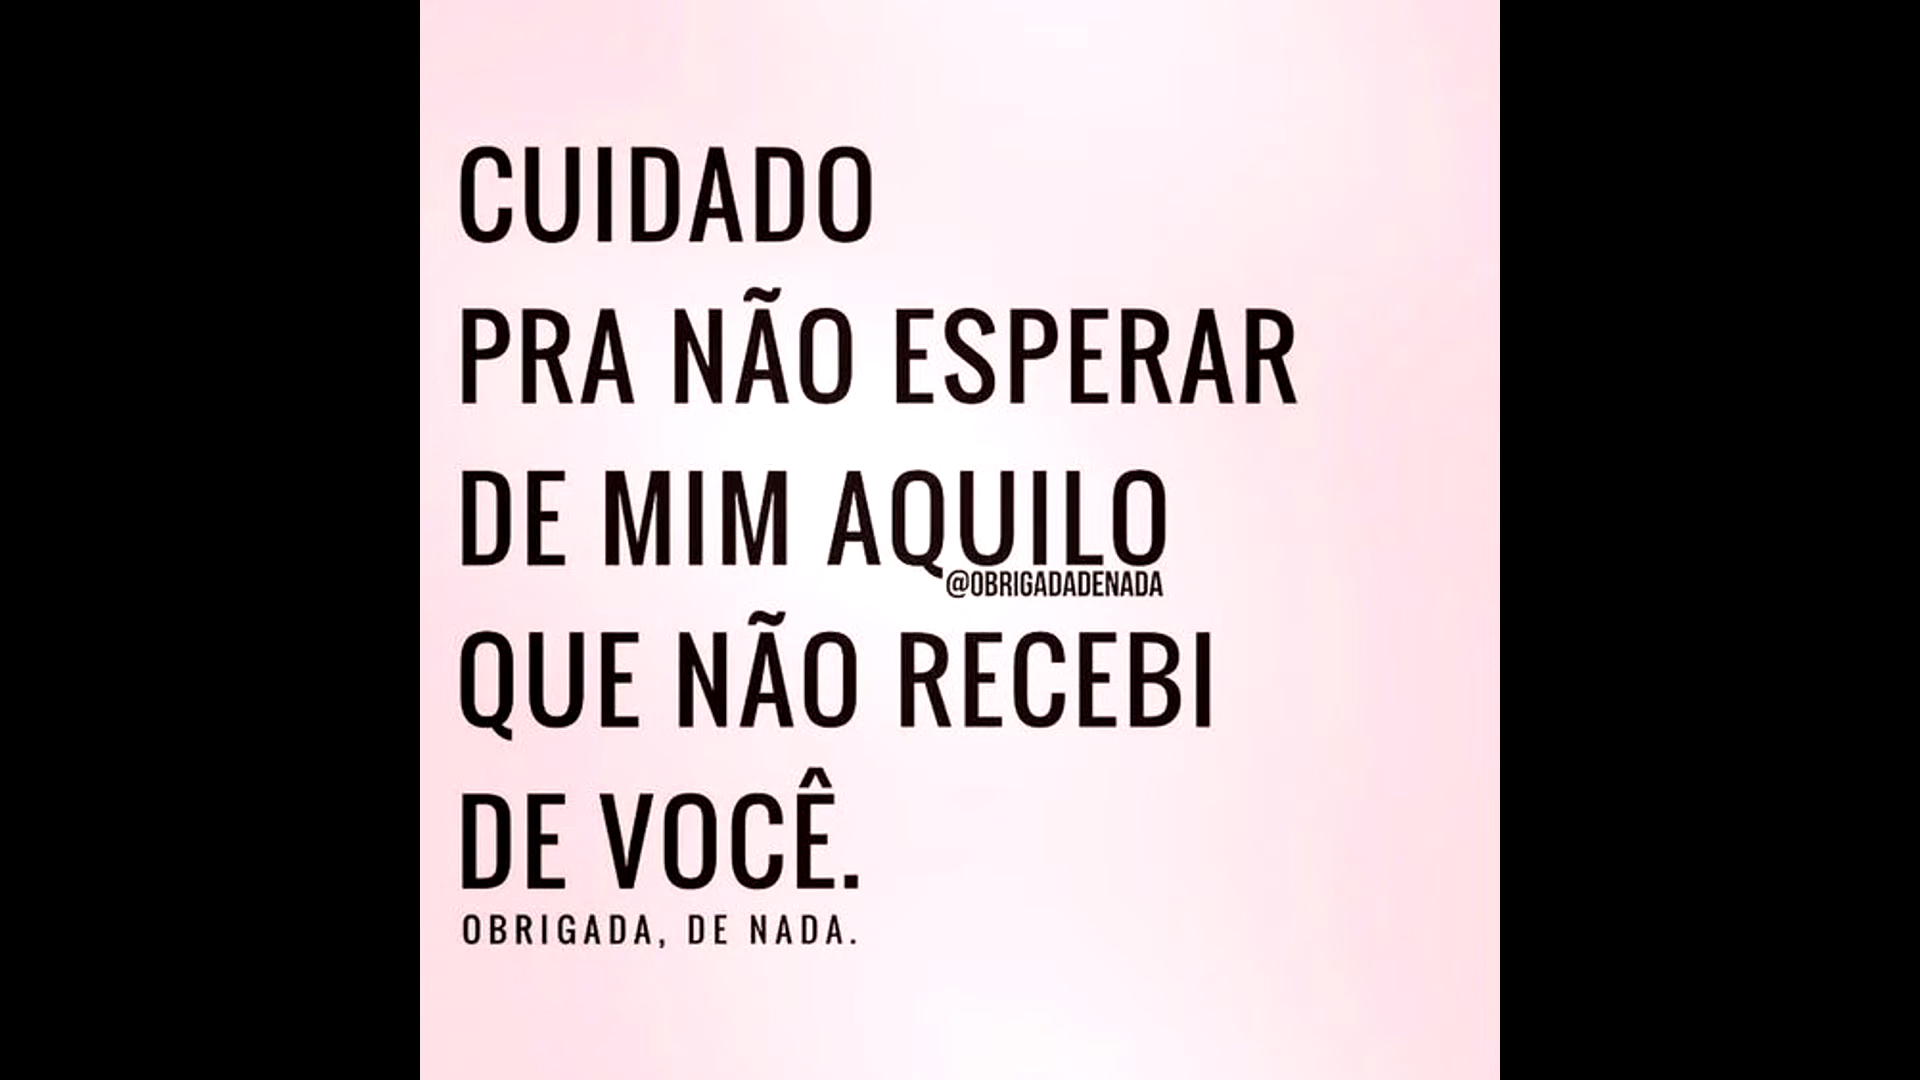 CUIDADO
PRA NÃO ESPERAR
DE MIM AQUILO
@OBRIGADADENADA
QUE NÃO RECEBI
DE VOCÊ.
OBRIGADA, DE NADA.